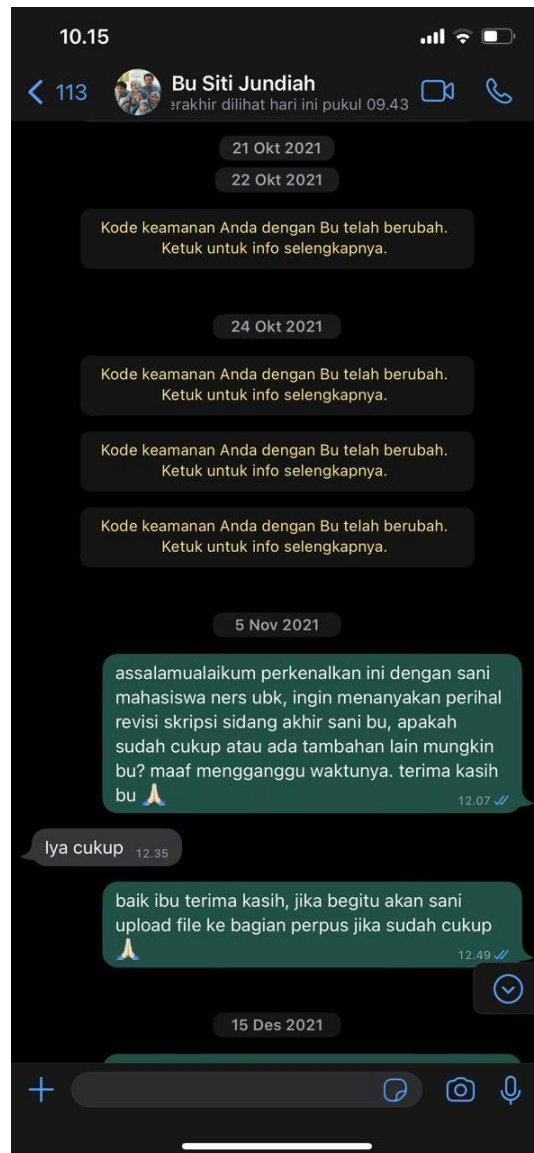 10.15
113
Bu Siti Jundiah
erakhir dilihat hari ini pukul 09.43
21 Okt 2021
22 Okt 2021
Kode keamanan Anda dengan Bu telah berubah.
Ketuk untuk info selengkapnya.
24 Okt 2021
Kode keamanan Anda dengan Bu telah berubah.
Ketuk untuk info selengkapnya.
Kode keamanan Anda dengan Bu telah berubah.
Ketuk untuk info selengkapnya.
Kode keamanan Anda dengan Bu telah berubah.
Ketuk untuk info selengkapnya.
5 Nov 2021
assalamualaikum perkenalkan ini dengan sani
mahasiswa ners ubk, ingin menanyakan perihal
revisi skripsi sidang akhir sani bu, apakah
sudah cukup atau ada tambahan lain mungkin
bu? maaf mengganggu waktunya. terima kasih
bu 🙏🏻 12.07
Iya cukup 12.35
baik ibu terima kasih, jika begitu akan sani
upload file ke bagian perpus jika sudah cukup
🙏🏻 12.49
15 Des 2021